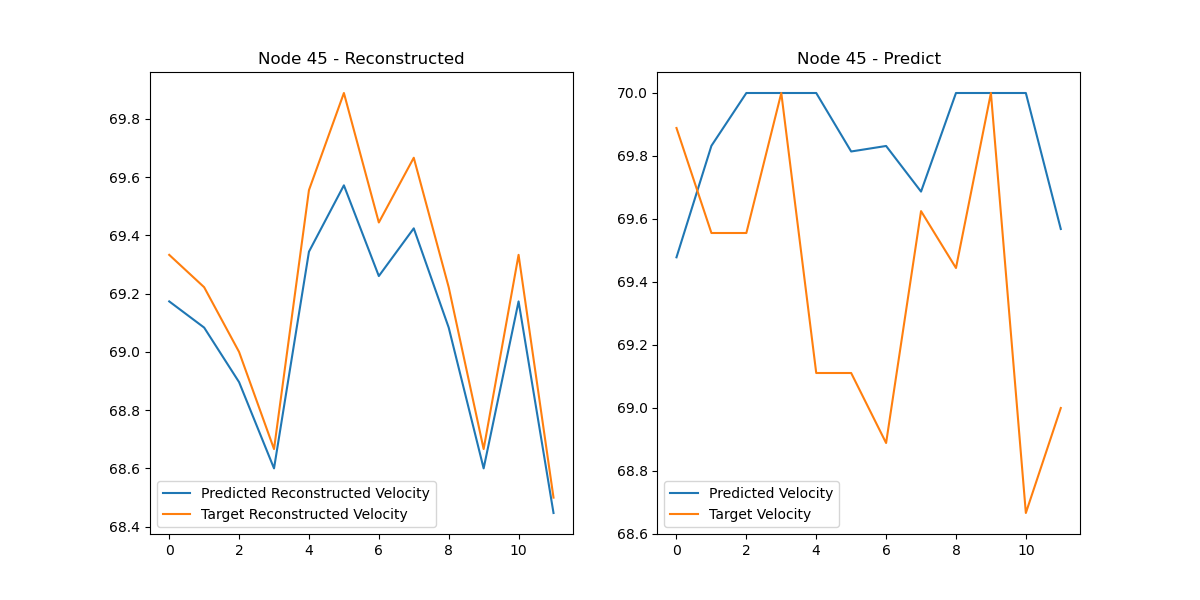 Node 45 - Reconstructed
69.8
69.6
69.4
69.2
69.0
68.8
68.6
68.4
0 2 4 6 8 10
Predicted Reconstructed Velocity
Target Reconstructed Velocity
Node 45 - Predict
70.0
69.8
69.6
69.4
69.2
69.0
68.8
68.6
0 2 4 6 8 10
Predicted Velocity
Target Velocity